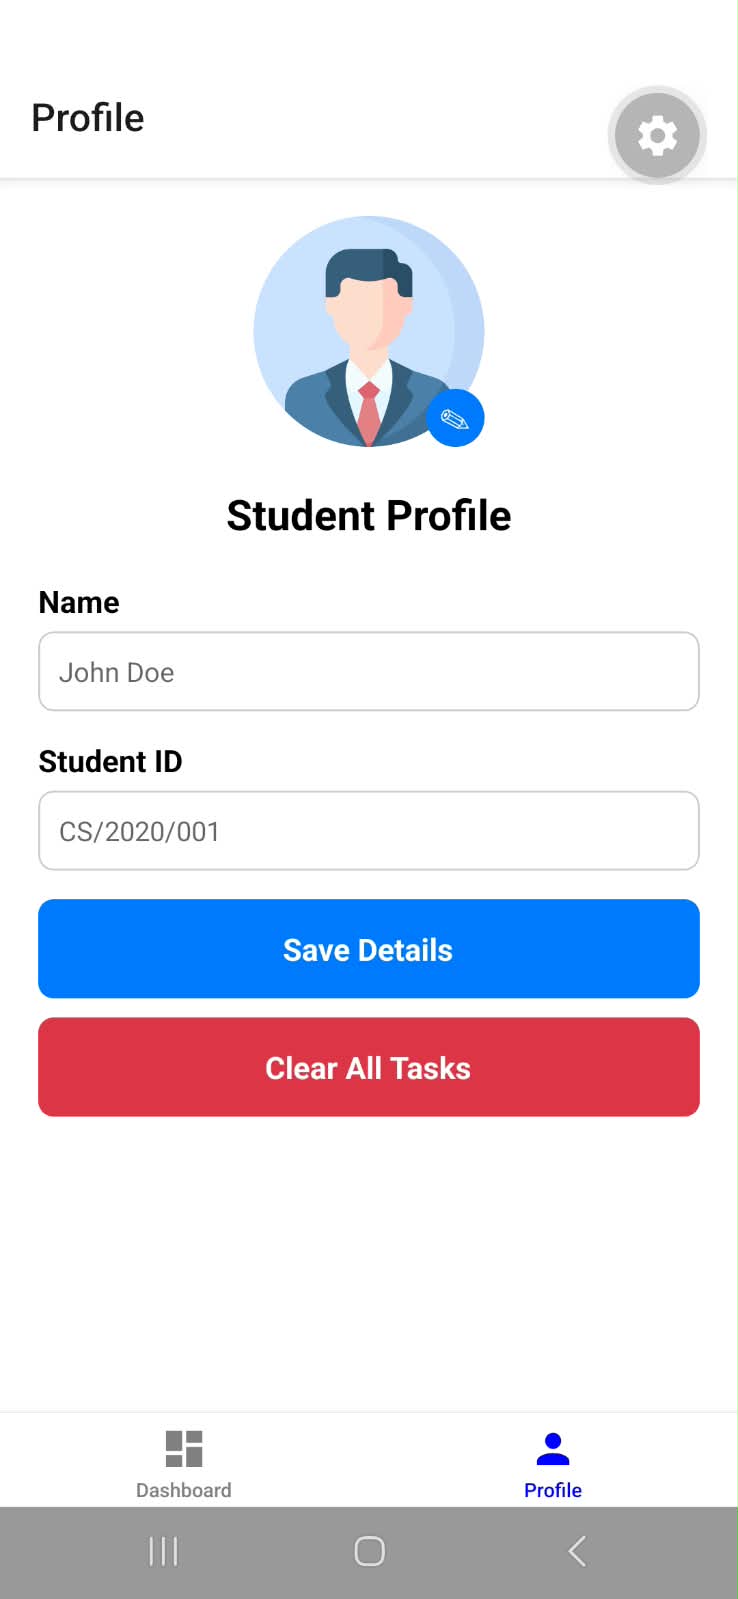 Profile
Student Profile
Name
John Doe
Student ID
CS/2020/001
Save Details
Clear All Tasks
Dashboard
Profile